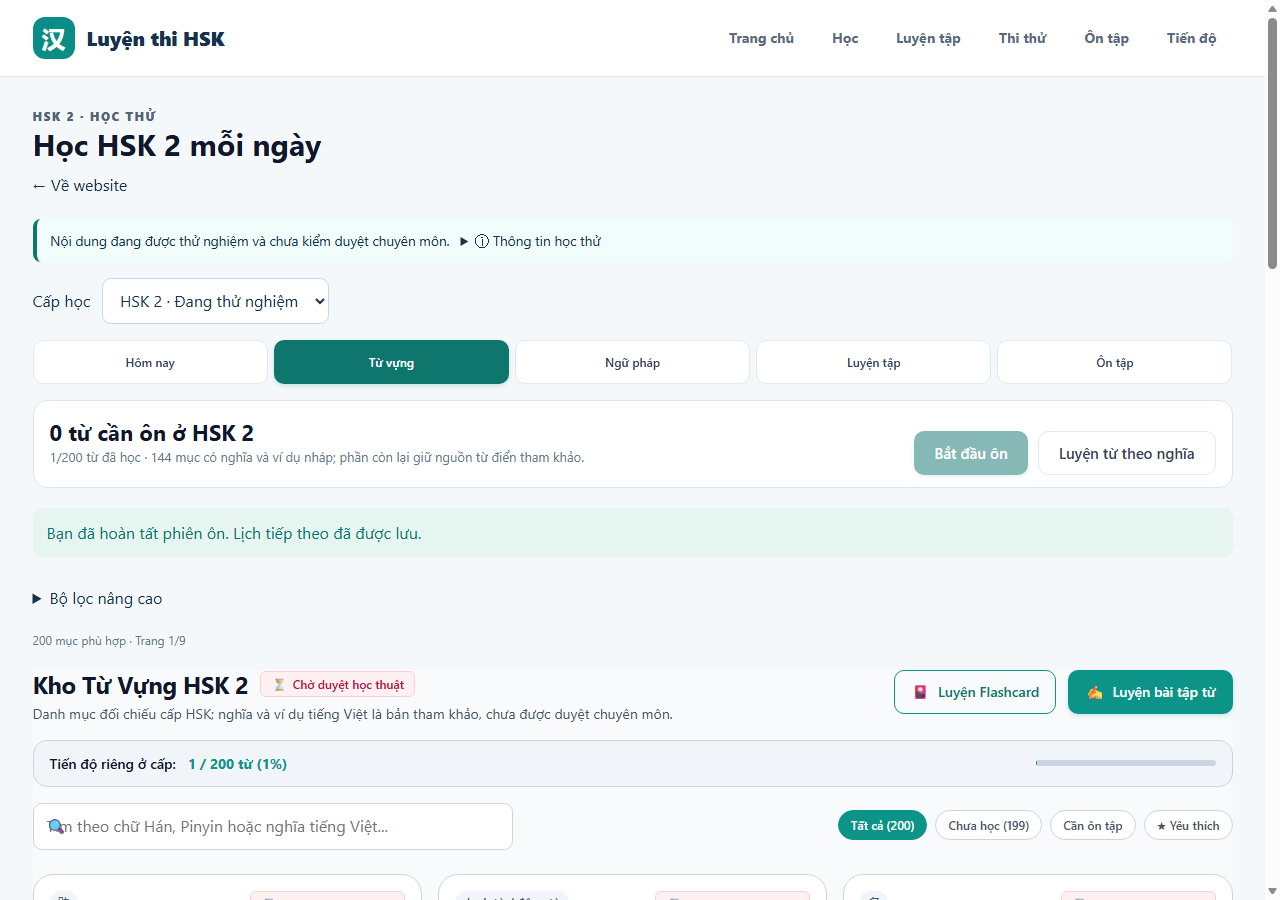 汉 Luyện thi HSK
Trang chủ Học Luyện tập Thi thử Ôn tập Tiến độ
HSK 2 · HỌC THỬ
Học HSK 2 mỗi ngày
← Về website
Nội dung đang được thử nghiệm và chưa kiểm duyệt chuyên môn. ▶ ⓘ Thông tin học thử
Cấp học HSK 2 · Đang thử nghiệm
Hôm nay Từ vựng Ngữ pháp Luyện tập Ôn tập
0 từ cần ôn ở HSK 2
1/200 từ đã học · 144 mục có nghĩa và ví dụ nháp; phần còn lại giữ nguồn từ điển tham khảo.
Bắt đầu ôn Luyện từ theo nghĩa
Bạn đã hoàn tất phiên ôn. Lịch tiếp theo đã được lưu.
▶ Bộ lọc nâng cao
200 mục phù hợp · Trang 1/9
Kho Từ Vựng HSK 2 ⏳ Chờ duyệt học thuật
Danh mục đối chiếu cấp HSK; nghĩa và ví dụ tiếng Việt là bản tham khảo, chưa được duyệt chuyên môn.
🎴 Luyện Flashcard ✍️ Luyện bài tập từ
Tiến độ riêng ở cấp: 1 / 200 từ (1%)
🔍 Tìm theo chữ Hán, Pinyin hoặc nghĩa tiếng Việt...
Tất cả (200) Chưa học (199) Cần ôn tập ★ Yêu thích